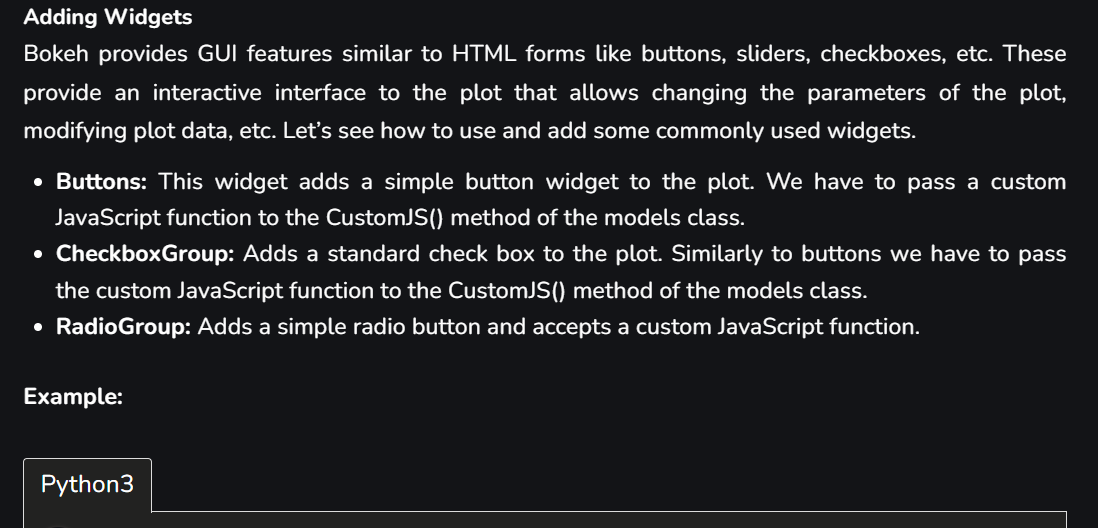 Adding Widgets
Bokeh provides GUI features similar to HTML forms like buttons, sliders, checkboxes, etc. These
provide an interactive interface to the plot that allows changing the parameters of the plot,
modifying plot data, etc. Let’s see how to use and add some commonly used widgets.
• Buttons: This widget adds a simple button widget to the plot. We have to pass a custom
JavaScript function to the CustomJS() method of the models class.
• CheckboxGroup: Adds a standard check box to the plot. Similarly to buttons we have to pass
the custom JavaScript function to the CustomJS() method of the models class.
• RadioGroup: Adds a simple radio button and accepts a custom JavaScript function.
Example:
Python3